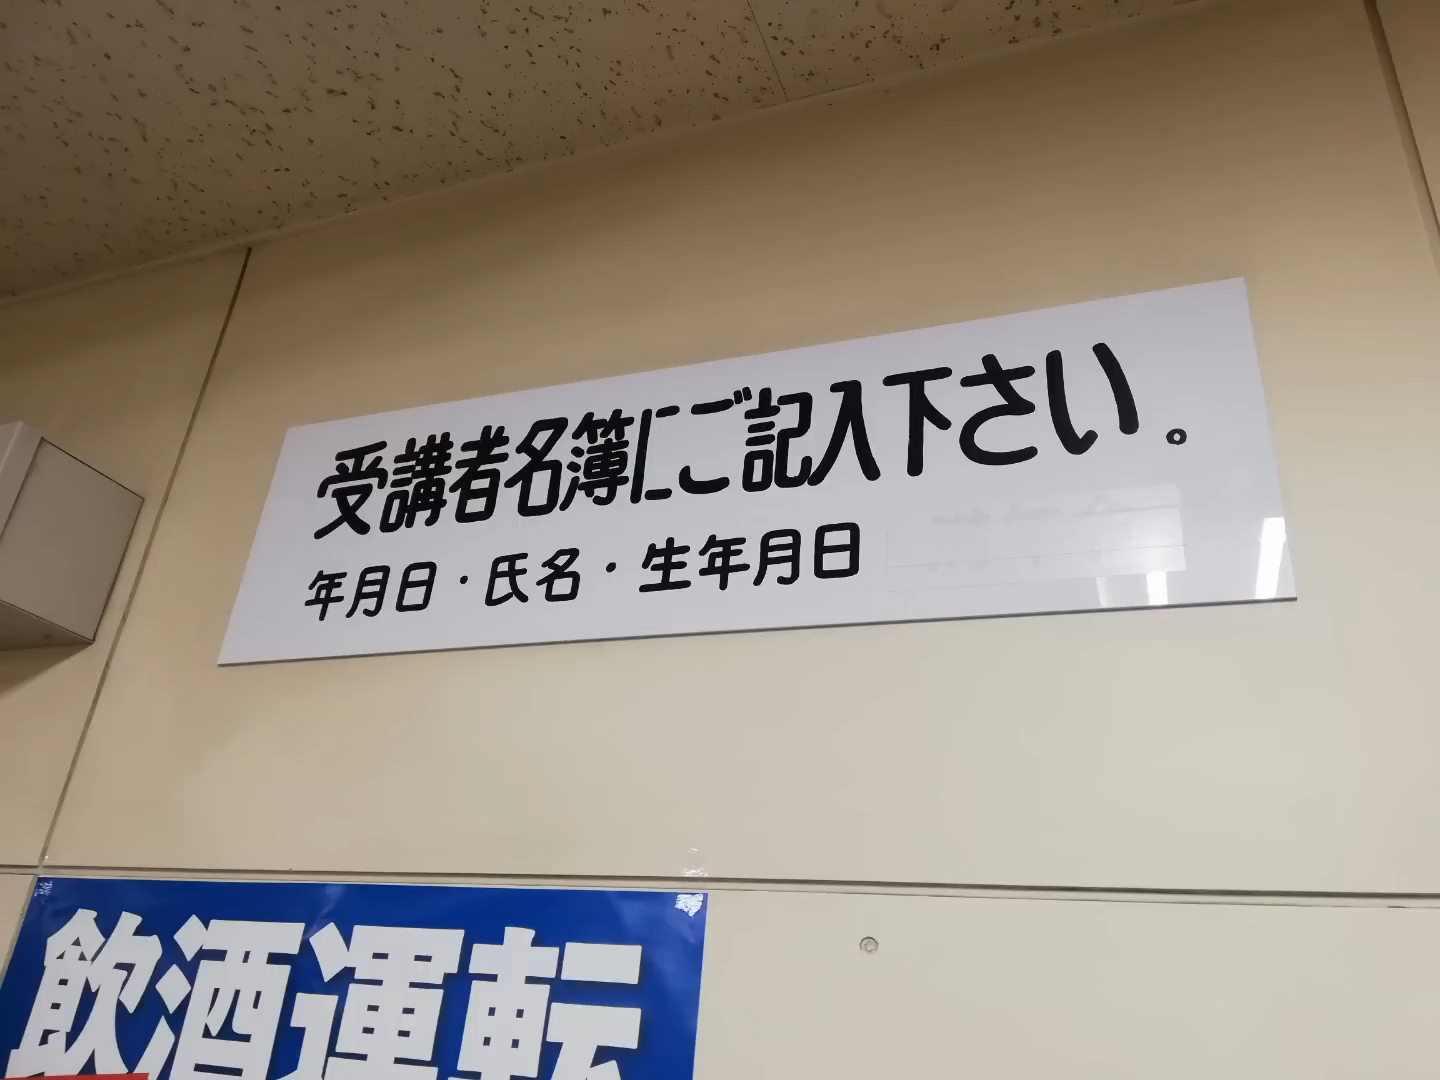 受講者名簿にご記入下さい。
年月日・氏名・生年月日
飲酒運転